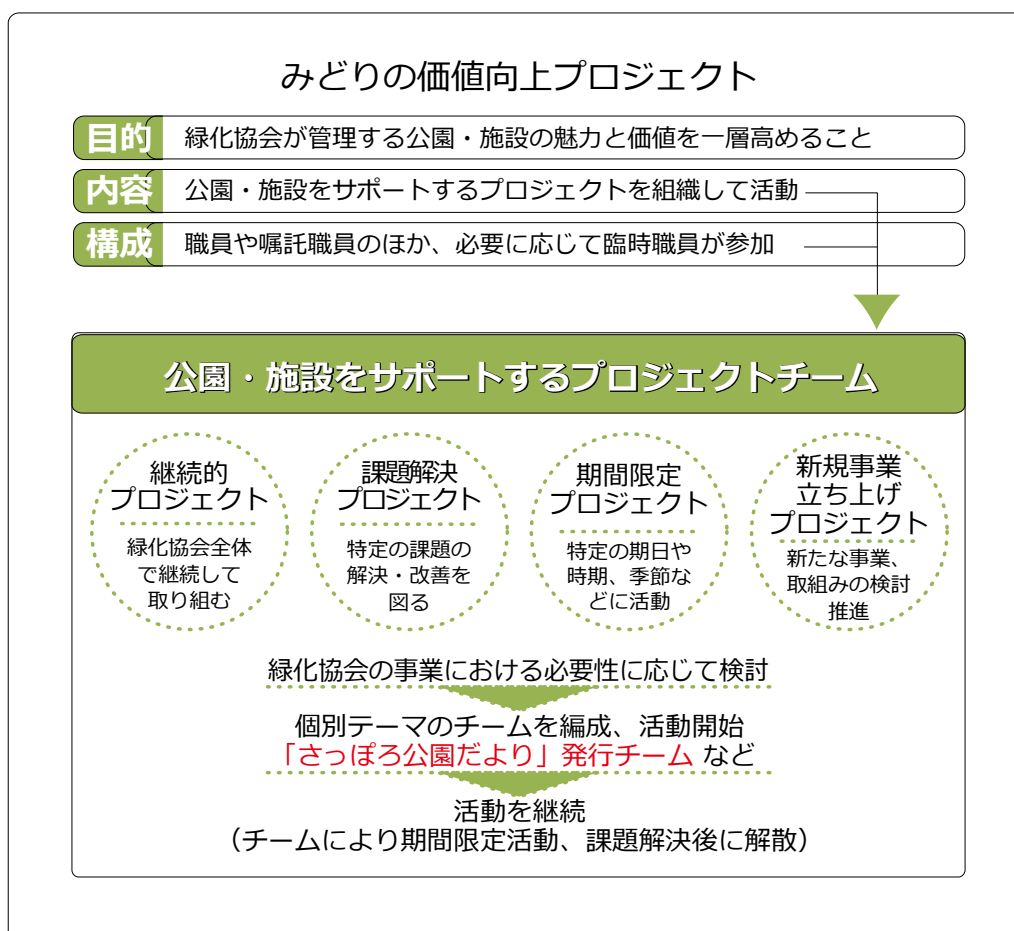 みどりの価値向上プロジェクト
目的 緑化協会が管理する公園・施設の魅力と価値を一層高めること
内容 公園・施設をサポートするプロジェクトを組織して活動
構成 職員や嘱託職員のほか、必要に応じて臨時職員が参加
公園・施設をサポートするプロジェクトチーム
継続的
プロジェクト
緑化協会全体
で継続して
取り組む
課題解決
プロジェクト
特定の課題の
解決・改善を
図る
期間限定
プロジェクト
特定の期日や
時期、季節な
どに活動
新規事業
立ち上げ
プロジェクト
新たな事業、
取組みの検討
推進
緑化協会の事業における必要性に応じて検討
個別テーマのチームを編成、活動開始
「さっぽろ公園だより」発行チーム など
活動を継続
（チームにより期間限定活動、課題解決後に解散）